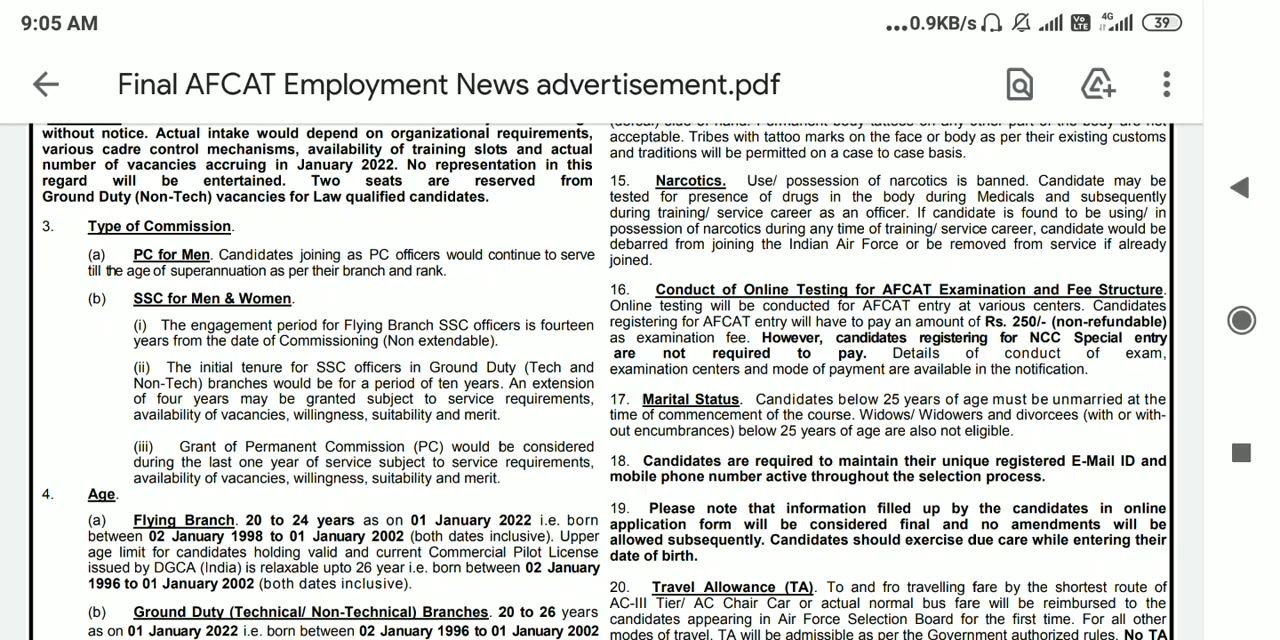 9:05 AM
...0.9KB/s Vo LTE 4G 39
Final AFCAT Employment News advertisement.pdf
without notice. Actual intake would depend on organizational requirements,
various cadre control mechanisms, availability of training slots and actual
number of vacancies accruing in January 2022. No representation in this
regard will be entertained. Two seats are reserved from
Ground Duty (Non-Tech) vacancies for Law qualified candidates.
3. Type of Commission.
(a) PC for Men. Candidates joining as PC officers would continue to serve
till the age of superannuation as per their branch and rank.
(b) SSC for Men & Women.
(i) The engagement period for Flying Branch SSC officers is fourteen
years from the date of Commissioning (Non extendable).
(ii) The initial tenure for SSC officers in Ground Duty (Tech and
Non-Tech) branches would be for a period of ten years. An extension
of four years may be granted subject to service requirements,
availability of vacancies, willingness, suitability and merit.
(iii) Grant of Permanent Commission (PC) would be considered
during the last one year of service subject to service requirements,
availability of vacancies, willingness, suitability and merit.
4. Age.
(a) Flying Branch. 20 to 24 years as on 01 January 2022 i.e. born
between 02 January 1998 to 01 January 2002 (both dates inclusive). Upper
age limit for candidates holding valid and current Commercial Pilot License
issued by DGCA (India) is relaxable upto 26 year i.e. born between 02 January
1996 to 01 January 2002 (both dates inclusive).
(b) Ground Duty (Technical/ Non-Technical) Branches. 20 to 26 years
as on 01 January 2022 i.e. born between 02 January 1996 to 01 January 2002
(dorsal) side of hand. Permanent body tattoos on any other part of the body are not
acceptable. Tribes with tattoo marks on the face or body as per their existing customs
and traditions will be permitted on a case to case basis.
15. Narcotics. Use/ possession of narcotics is banned. Candidate may be
tested for presence of drugs in the body during Medicals and subsequently
during training/ service career as an officer. If candidate is found to be using/ in
possession of narcotics during any time of training/ service career, candidate would be
debarred from joining the Indian Air Force or be removed from service if already
joined.
16. Conduct of Online Testing for AFCAT Examination and Fee Structure.
Online testing will be conducted for AFCAT entry at various centers. Candidates
registering for AFCAT entry will have to pay an amount of Rs. 250/- (non-refundable)
as examination fee. However, candidates registering for NCC Special entry
are not required to pay. Details of conduct of exam,
examination centers and mode of payment are available in the notification.
17. Marital Status. Candidates below 25 years of age must be unmarried at the
time of commencement of the course. Widows/ Widowers and divorcees (with or with-
out encumbrances) below 25 years of age are also not eligible.
18. Candidates are required to maintain their unique registered E-Mail ID and
mobile phone number active throughout the selection process.
19. Please note that information filled up by the candidates in online
application form will be considered final and no amendments will be
allowed subsequently. Candidates should exercise due care while entering their
date of birth.
20. Travel Allowance (TA). To and fro travelling fare by the shortest route of
AC-III Tier/ AC Chair Car or actual normal bus fare will be reimbursed to the
candidates appearing in Air Force Selection Board for the first time. For all other
modes of travel, TA will be admissible as per the Government authorized rules. No TA